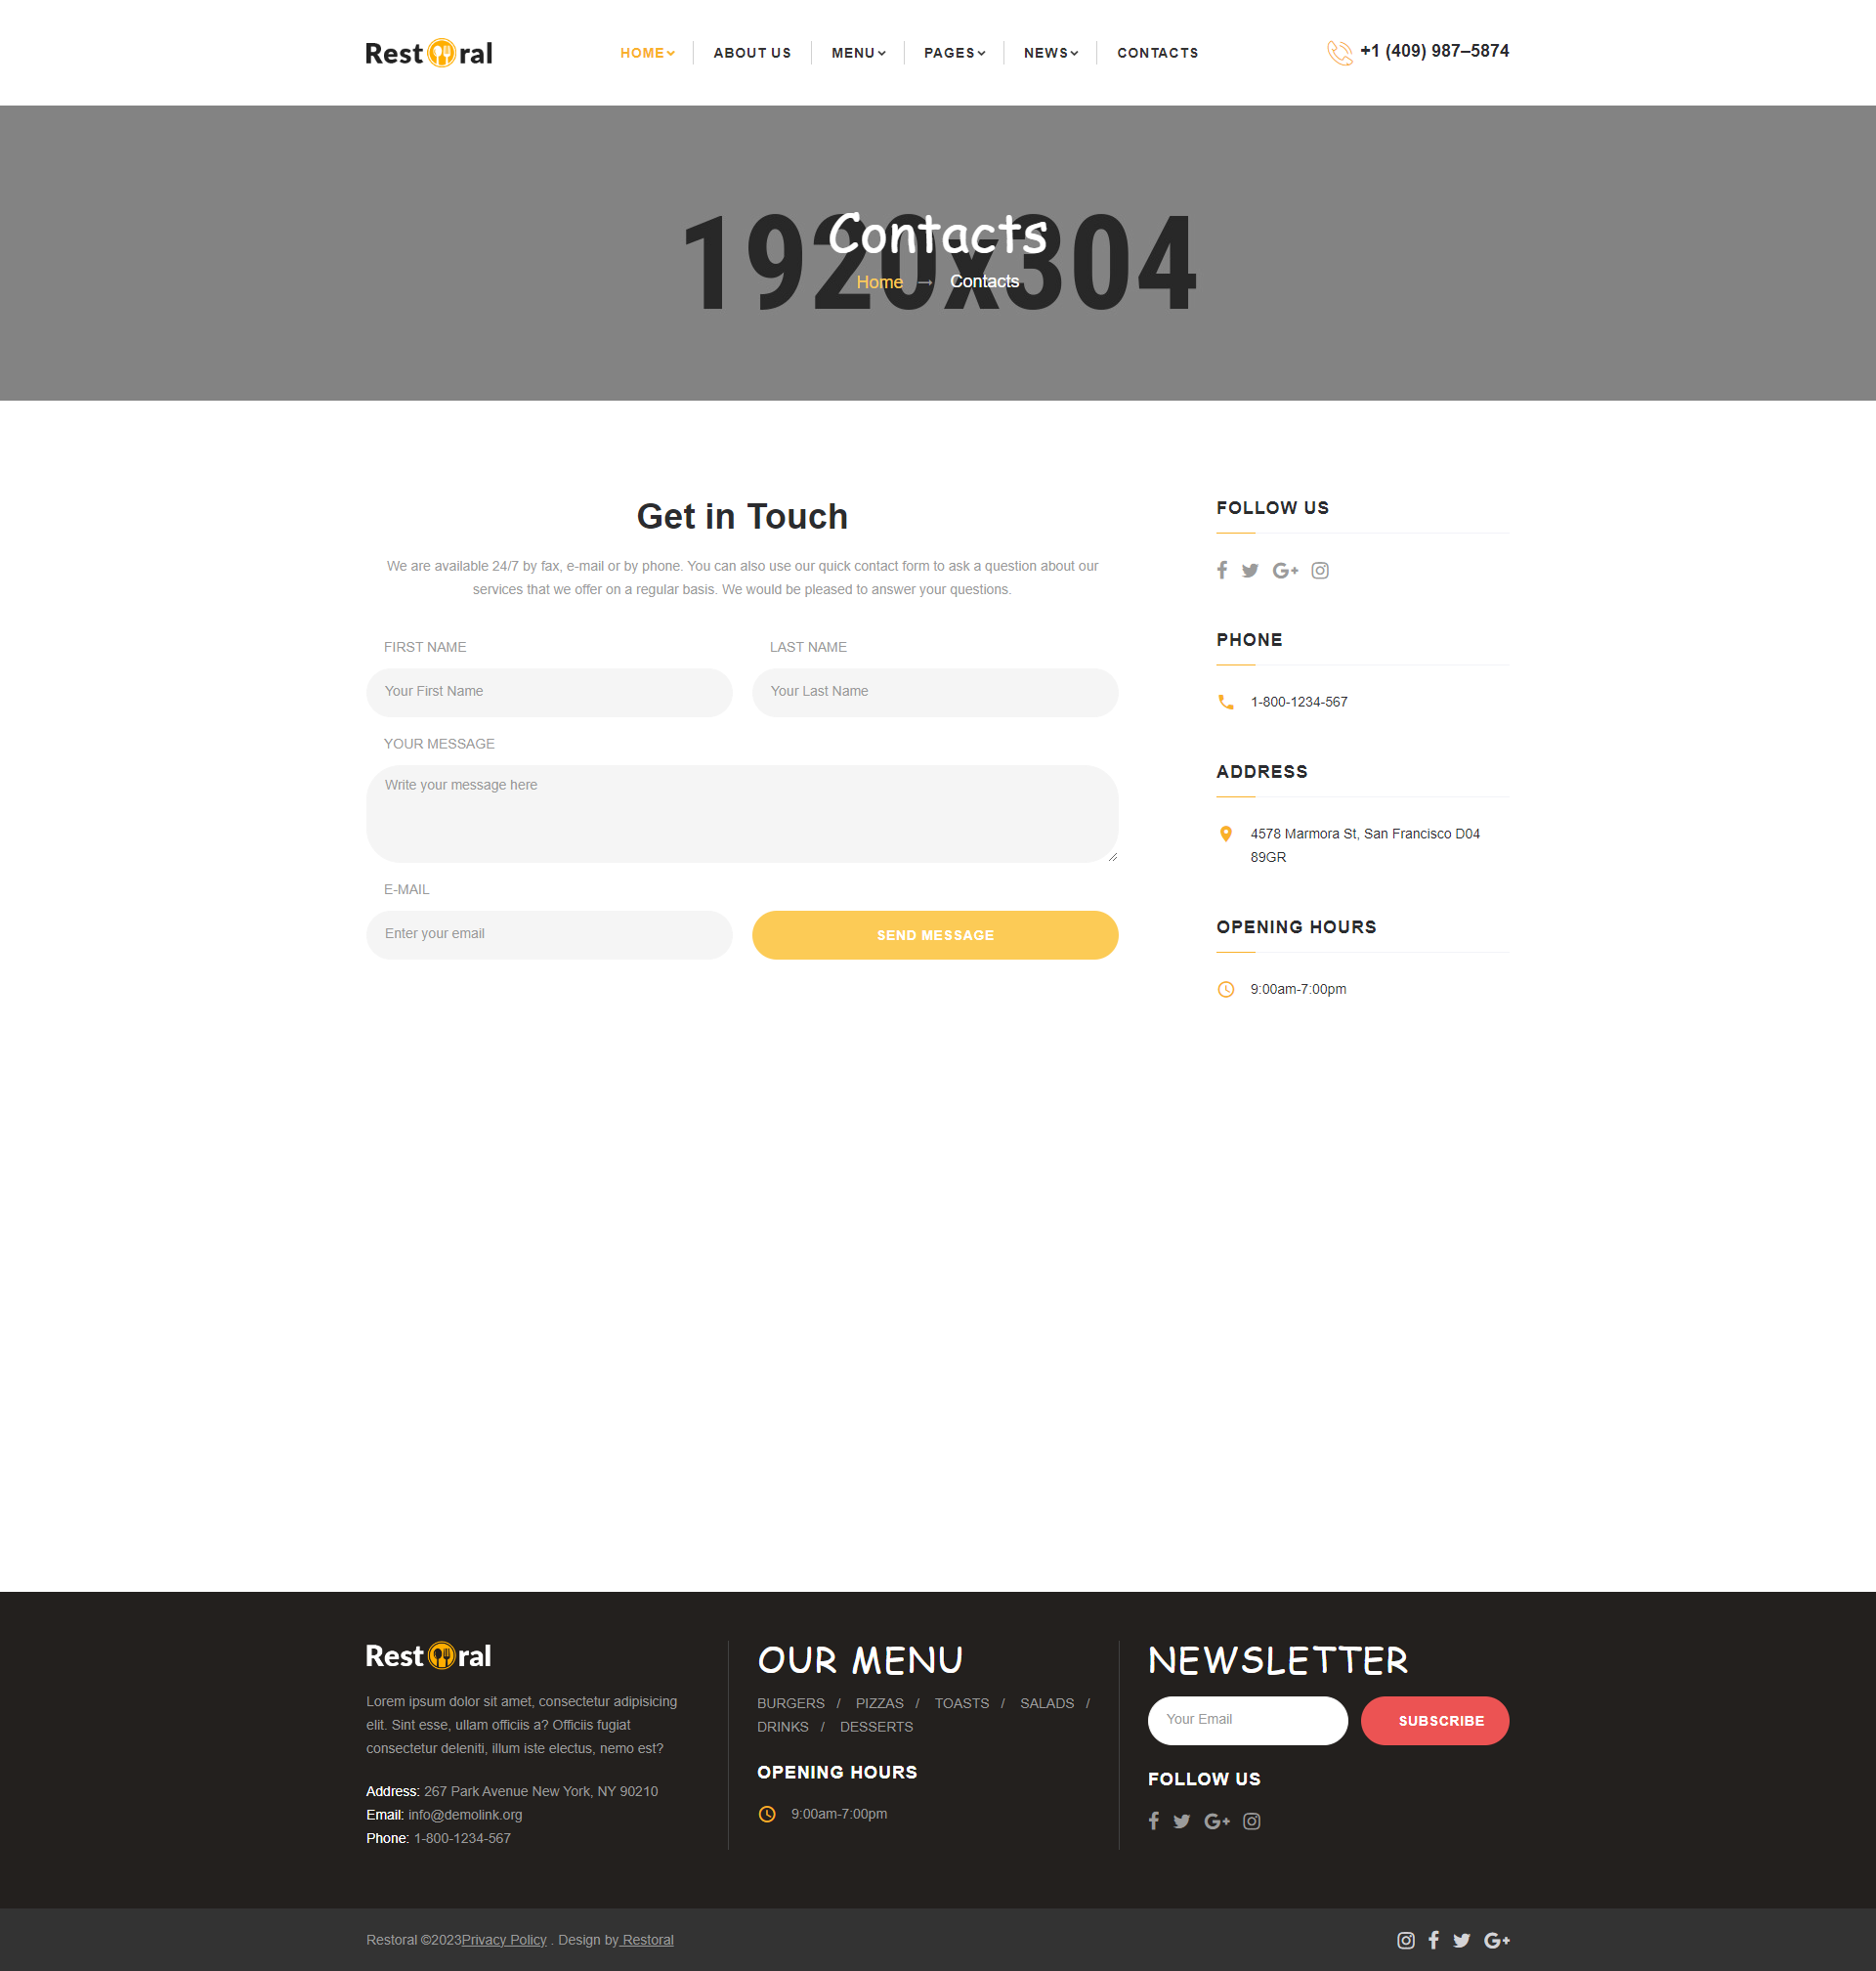 Restoral
HOME
ABOUT US
MENU
PAGES
NEWS
CONTACTS
+1 (409) 987–5874
1920x304
Contacts
Home → Contacts
Get in Touch
We are available 24/7 by fax, e-mail or by phone. You can also use our quick contact form to ask a question about our
services that we offer on a regular basis. We would be pleased to answer your questions.
FIRST NAME
LAST NAME
Your First Name
Your Last Name
YOUR MESSAGE
Write your message here
E-MAIL
Enter your email
SEND MESSAGE
FOLLOW US
PHONE
1-800-1234-567
ADDRESS
4578 Marmora St, San Francisco D04
89GR
OPENING HOURS
9:00am-7:00pm
Restoral
Lorem ipsum dolor sit amet, consectetur adipisicing
elit. Sint esse, ullam officiis a? Officiis fugiat
consectetur deleniti, illum iste electus, nemo est?
Address: 267 Park Avenue New York, NY 90210
Email: info@demolink.org
Phone: 1-800-1234-567
OUR MENU
BURGERS / PIZZAS / TOASTS / SALADS /
DRINKS / DESSERTS
OPENING HOURS
9:00am-7:00pm
NEWSLETTER
Your Email
SUBSCRIBE
FOLLOW US
Restoral ©2023Privacy Policy . Design by Restoral